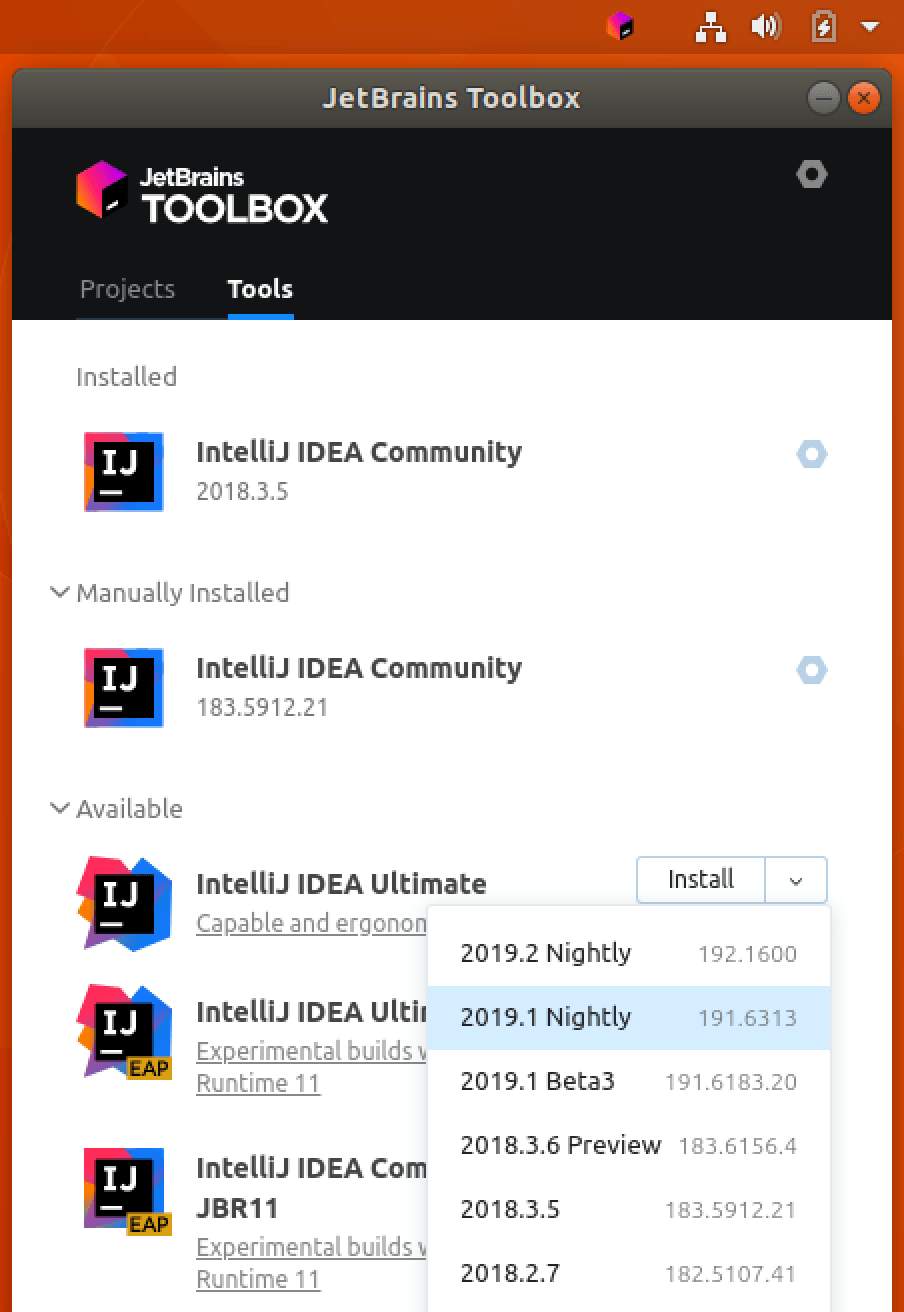 JetBrains Toolbox
JetBrains
TOOLBOX
Projects Tools
Installed
IJ
IntelliJ IDEA Community
2018.3.5
Manually Installed
IJ
IntelliJ IDEA Community
183.5912.21
Available
IJ
IntelliJ IDEA Ultimate
Install
Capable and ergonom
2019.2 Nightly 192.1600
2019.1 Nightly 191.6313
2019.1 Beta3 191.6183.20
2018.3.6 Preview 183.6156.4
2018.3.5 183.5912.21
2018.2.7 182.5107.41
IJ
EAP
IntelliJ IDEA Ulti
Experimental builds
Runtime 11
IJ
EAP
IntelliJ IDEA Com
JBR11
Experimental builds
Runtime 11